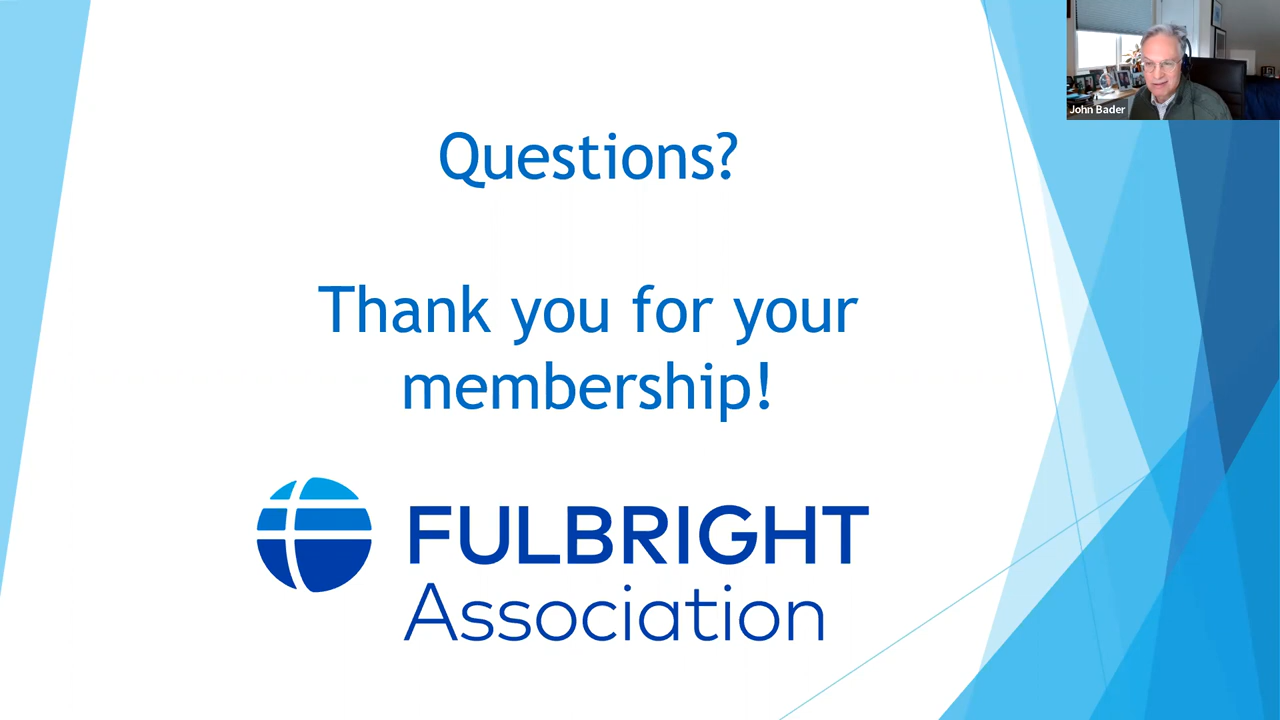 John Bader
Questions?
Thank you for your
membership!
FULBRIGHT
Association